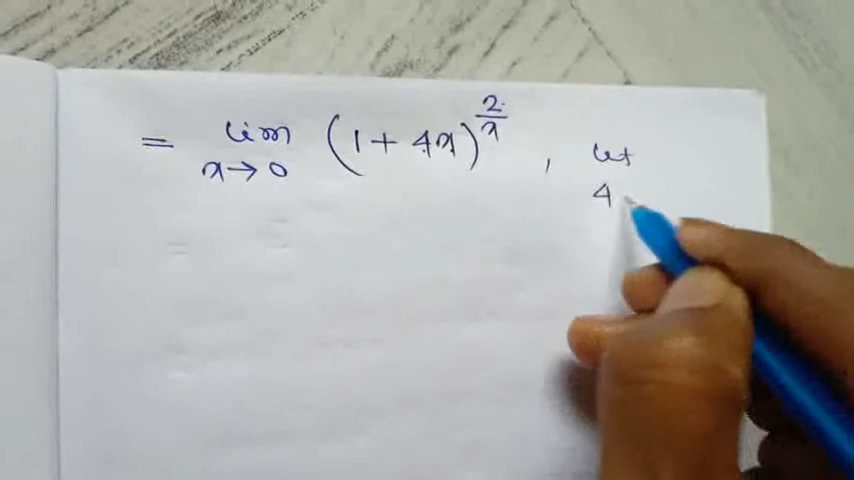 = lim x→0 (1 + 4x)^(2/x) , let
4